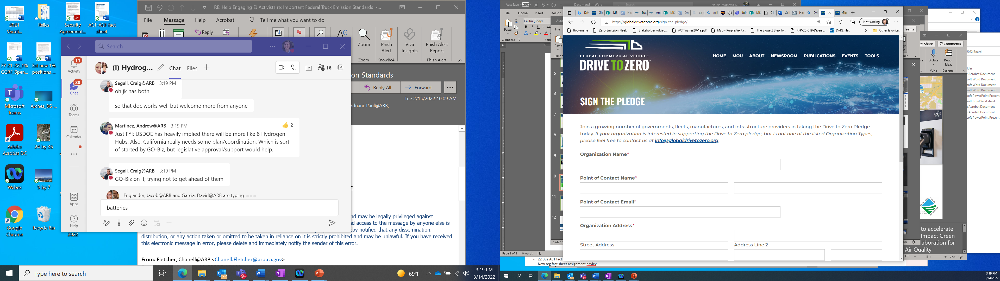 2021
Vacati...
Relics
Security
Agreement...
ACT-ACF fact
sheet
FY 21-22_1%
GGRF_Spen...
Est new 1%
positions ...
Microsoft
Teams
Arches_BG-...
Adobe
Acrobat DC
24 by 36
Webex
5 by 7
Google
Chrome
Recycle Bin
2022
RE: Help Engaging EJ Activists re: Important Federal Truck Emission Standards -...
File
Message
Help
Acrobat
Tell me what you want to do
Reply
Zoom
Phish
Alert
Viva
Insights
Phish Alert
Report
Zoom
KnowBe4
Phish Alert
on Standards
Reply All
Forward
Tue 2/15/2022 10:09 AM
Adnani, Paul@ARB;
Search
11
Activity
30
Chat
Teams
Calendar
Apps
Help
(I) Hydrog...
Chat
Files
16
Segall, Craig@ARB 3:19 PM
oh jk has both
so that doc works well but welcome more from anyone
Martinez, Andrew@ARB 3:19 PM
2
Just FYI: USDOE has heavily implied there will be more like 8 Hydrogen
Hubs. Also, California really needs some plan/coordination. Which is sort
of started by GO-Biz, but legislative approval/support would help.
Segall, Craig@ARB 3:19 PM
GO-Biz on it; trying not to get ahead of them
Englander, Jacob@ARB and Garcia, David@ARB are typing
batteries
nd may be legally privileged against
d access to the message by anyone else is
eby notified that any dissemination,
distribution, or any action taken or omitted to be taken in reliance on it is strictly prohibited and may be unlawful. If you have received
this electronic message in error, please delete and immediately notify the sender of this error.
From: Fletcher, Chanell@ARB <Chanell.Fletcher@arb.ca.gov>
Type here to search
9+
69°F
3:19 PM
3/14/2022
AutoSave Off
Document3 - Word
Search
Verois, Sydney@ARB
File
Home
Insert
Design
Paste
Calibri (Body)
B I U
Clipboard
Font
File
Paste
Clipbo
5
6
7
8
9
10
11
12
Slide 10
Page 1 of 1
0 words
- 22 082 ACT fact
- New reg fact sheet assignment hayley
https://globaldrivetozero.org/sign-the-pledge/
Not syncing
Bookmarks
Zero-Emission Fleet...
Stakeholder Adviso...
ACTfinalres20-19.pdf
Map - PurpleAir- ta...
The Biggest Step To...
RFP-20-019-Diversi...
DARE files
Other favorites
GLOBAL COMMERCIAL VEHICLE
DRIVE TO ZERO
HOME
MOU
ABOUT
NEWSROOM
PUBLICATIONS
EVENTS
TOOLS
SIGN THE PLEDGE
Join a growing number of governments, fleets, manufactures, and infrastructure providers in taking the Drive to Zero Pledge
today. If your organization is interested in supporting the Drive to Zero pledge, but is not one of the listed Organization Types,
please feel free to contact us at info@globaldrivetozero.org.
Organization Name*
Point of Contact Name*
Point of Contact Email*
Organization Address*
Street Address
Address Line 2
Teams
Share
Comments
Dictate
Design
Ideas
Voice
Designer
2022 Board
Acrobat Document
soft Word Document
soft Word Document
soft Word Document
soft PowerPoint Present
soft Excel Worksheet
Acrobat Document
Acrobat Document
soft PowerPoint Present
to accelerate
Impact Green
llaboration for
Air Quality
77%
3:19 PM
3/14/2022